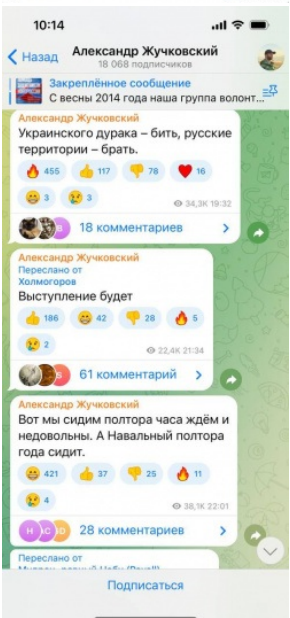 10:14
Назад
Александр Жучковский
18 068 подписчиков
Закреплённое сообщение
С весны 2014 года наша группа волонт...
Александр Жучковский
Украинского дурака – бить, русские
территории – брать.
455 117 78 16
3 3
34,3K 19:32
В
18 комментариев
Александр Жучковский
Переслано от
Холмогоров
Выступление будет
186 42 28 5
2
22,4K 21:34
61 комментарий
Александр Жучковский
Вот мы сидим полтора часа ждём и
недовольны. А Навальный полтора
года сидит.
421 37 25 11
4
38,1K 22:01
28 комментариев
Переслано от
Подписаться